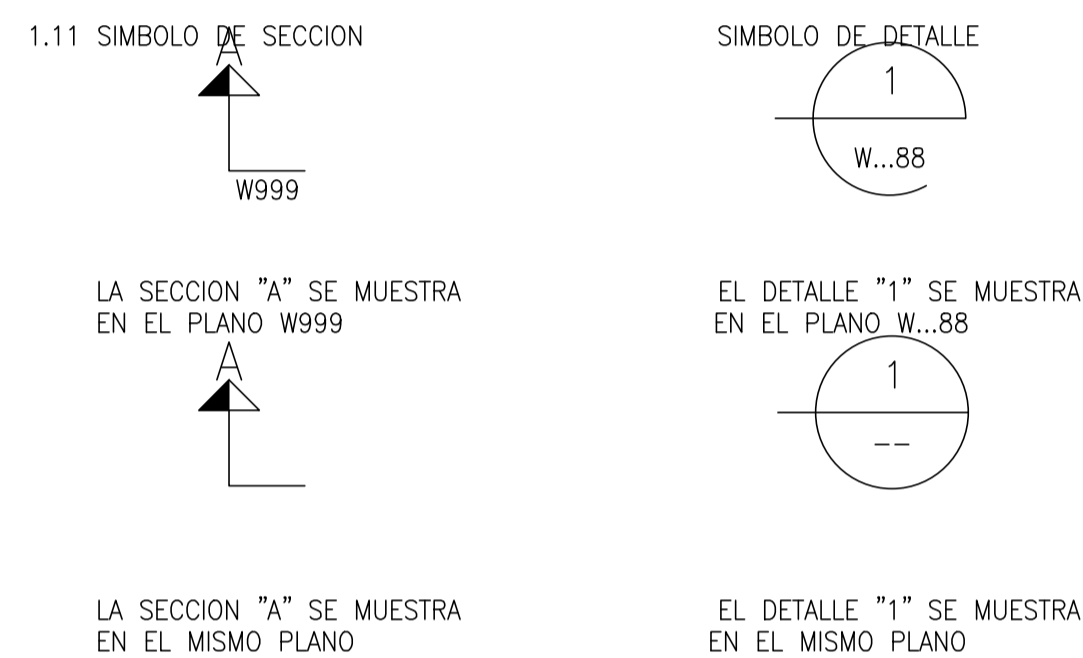 1.11 SIMBOLO DE SECCION
A
W999
LA SECCION "A" SE MUESTRA
EN EL PLANO W999
A
LA SECCION "A" SE MUESTRA
EN EL MISMO PLANO
SIMBOLO DE DETALLE
1
W...88
EL DETALLE "1" SE MUESTRA
EN EL PLANO W...88
1
--
EL DETALLE "1" SE MUESTRA
EN EL MISMO PLANO